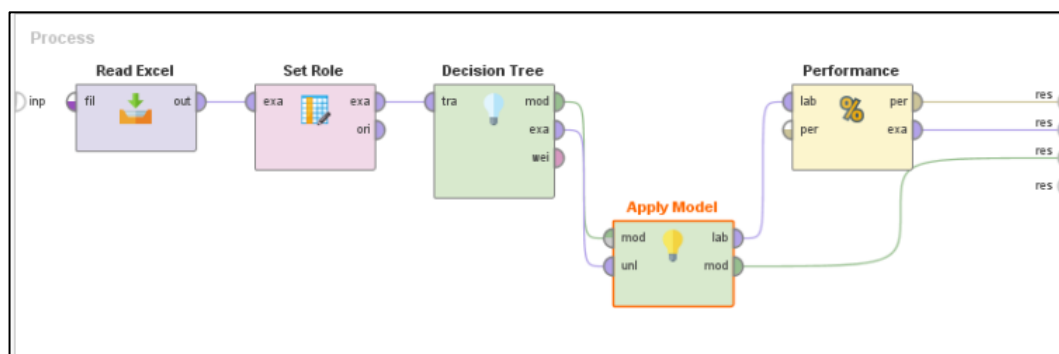 Process
Read Excel
Set Role
Decision Tree
Performance
inp
fil
out
exa
exa
tra
mod
lab
per
res
ori
exa
per
exa
res
wei
res
res
Apply Model
mod
lab
unl
mod